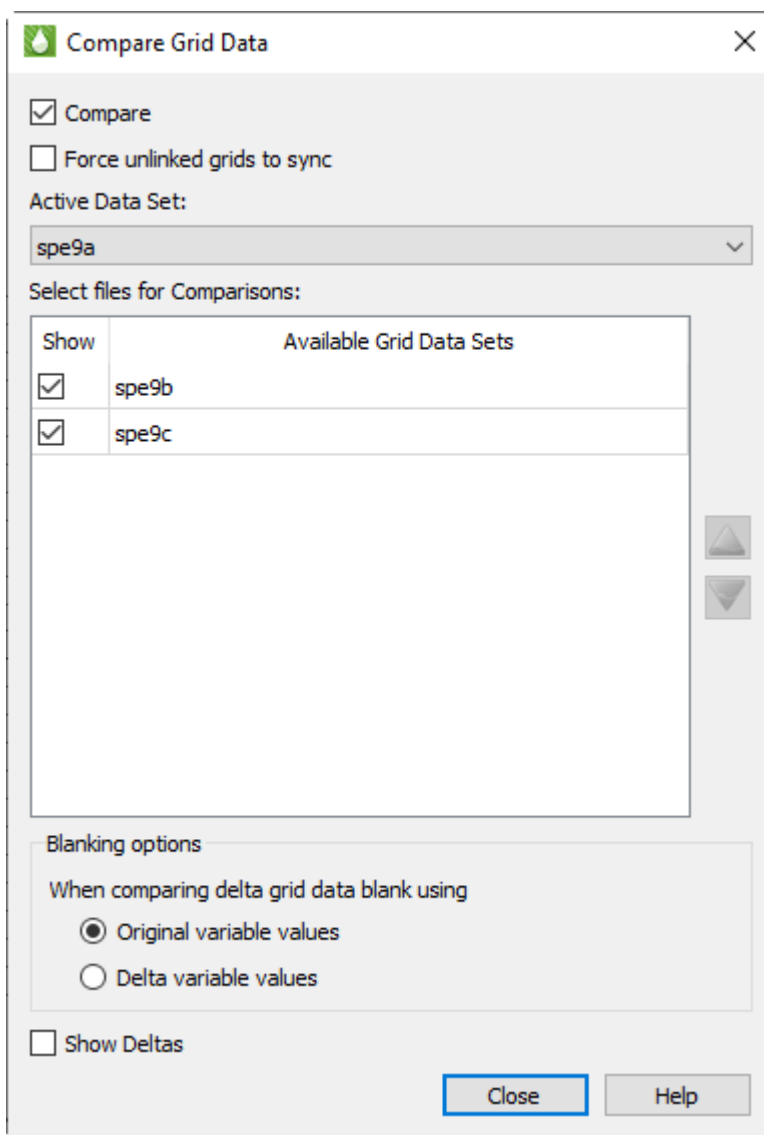 Compare Grid Data
Compare
Force unlinked grids to sync
Active Data Set:
spe9a
Select files for Comparisons:
Show Available Grid Data Sets
spe9b
spe9c
Blanking options
When comparing delta grid data blank using
Original variable values
Delta variable values
Show Deltas
Close Help